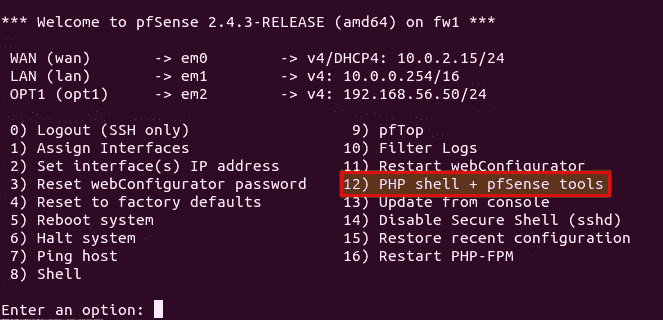 *** Welcome to pfSense 2.4.3-RELEASE (amd64) on fw1 ***
WAN (wan) -> em0 -> v4/DHCP4: 10.0.2.15/24
LAN (lan) -> em1 -> v4: 10.0.0.254/16
OPT1 (opt1) -> em2 -> v4: 192.168.56.50/24
0) Logout (SSH only) 9) pfTop
1) Assign Interfaces 10) Filter Logs
2) Set interface(s) IP address 11) Restart webConfigurator
3) Reset webConfigurator password 12) PHP shell + pfSense tools
4) Reset to factory defaults 13) Update from console
5) Reboot system 14) Disable Secure Shell (sshd)
6) Halt system 15) Restore recent configuration
7) Ping host 16) Restart PHP-FPM
8) Shell
Enter an option: